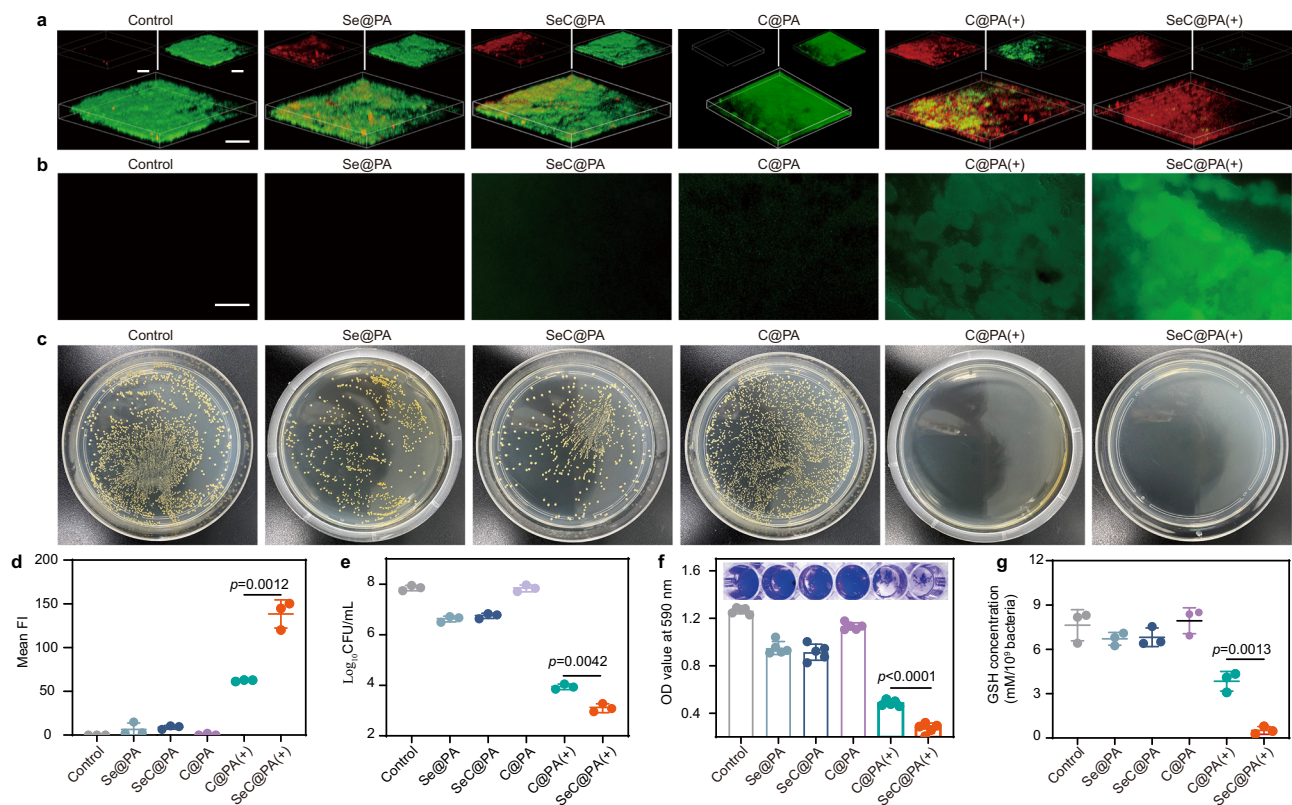 a
Control Se@PA SeC@PA C@PA C@PA(+) SeC@PA(+)
b
Control Se@PA SeC@PA C@PA C@PA(+) SeC@PA(+)
c
Control Se@PA SeC@PA C@PA C@PA(+) SeC@PA(+)
d
Mean FI
200
150
100
50
0
p=0.0012
Control Se@PA SeC@PA C@PA C@PA(+) SeC@PA(+)
e
Log10CFU/mL
8
6
4
2
p=0.0042
Control Se@PA SeC@PA C@PA C@PA(+) SeC@PA(+)
f
OD value at 590 nm
1.6
1.2
0.8
0.4
p<0.0001
Control Se@PA SeC@PA C@PA C@PA(+) SeC@PA(+)
g
GSH concentration
(mM/10⁹ bacteria)
12
9
6
3
0
p=0.0013
Control Se@PA SeC@PA C@PA C@PA(+) SeC@PA(+)